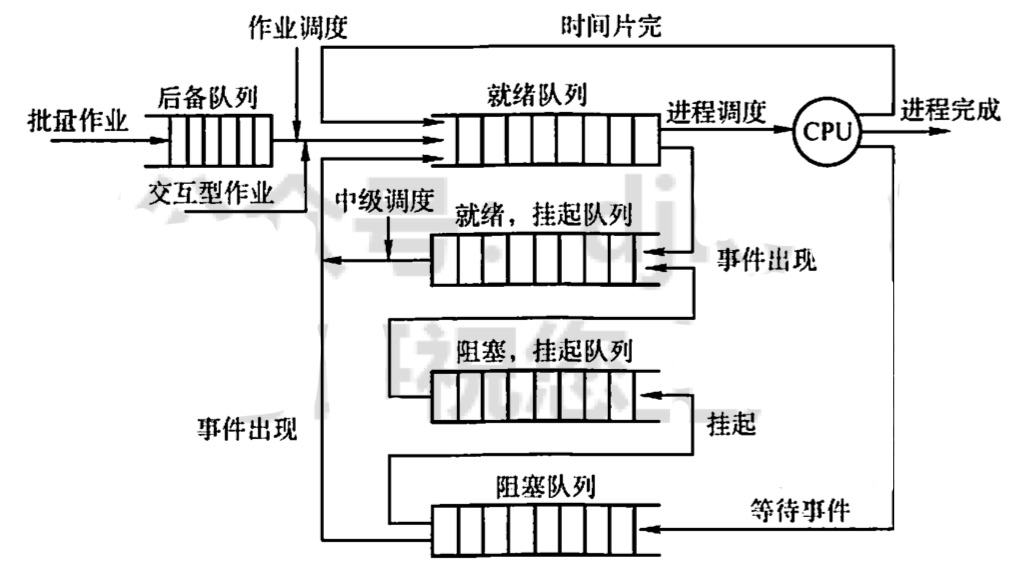 作业调度
时间片完
后备队列
就绪队列
批量作业
进程调度
CPU
进程完成
交互型作业
中级调度
就绪，挂起队列
事件出现
阻塞，挂起队列
事件出现
挂起
阻塞队列
等待事件